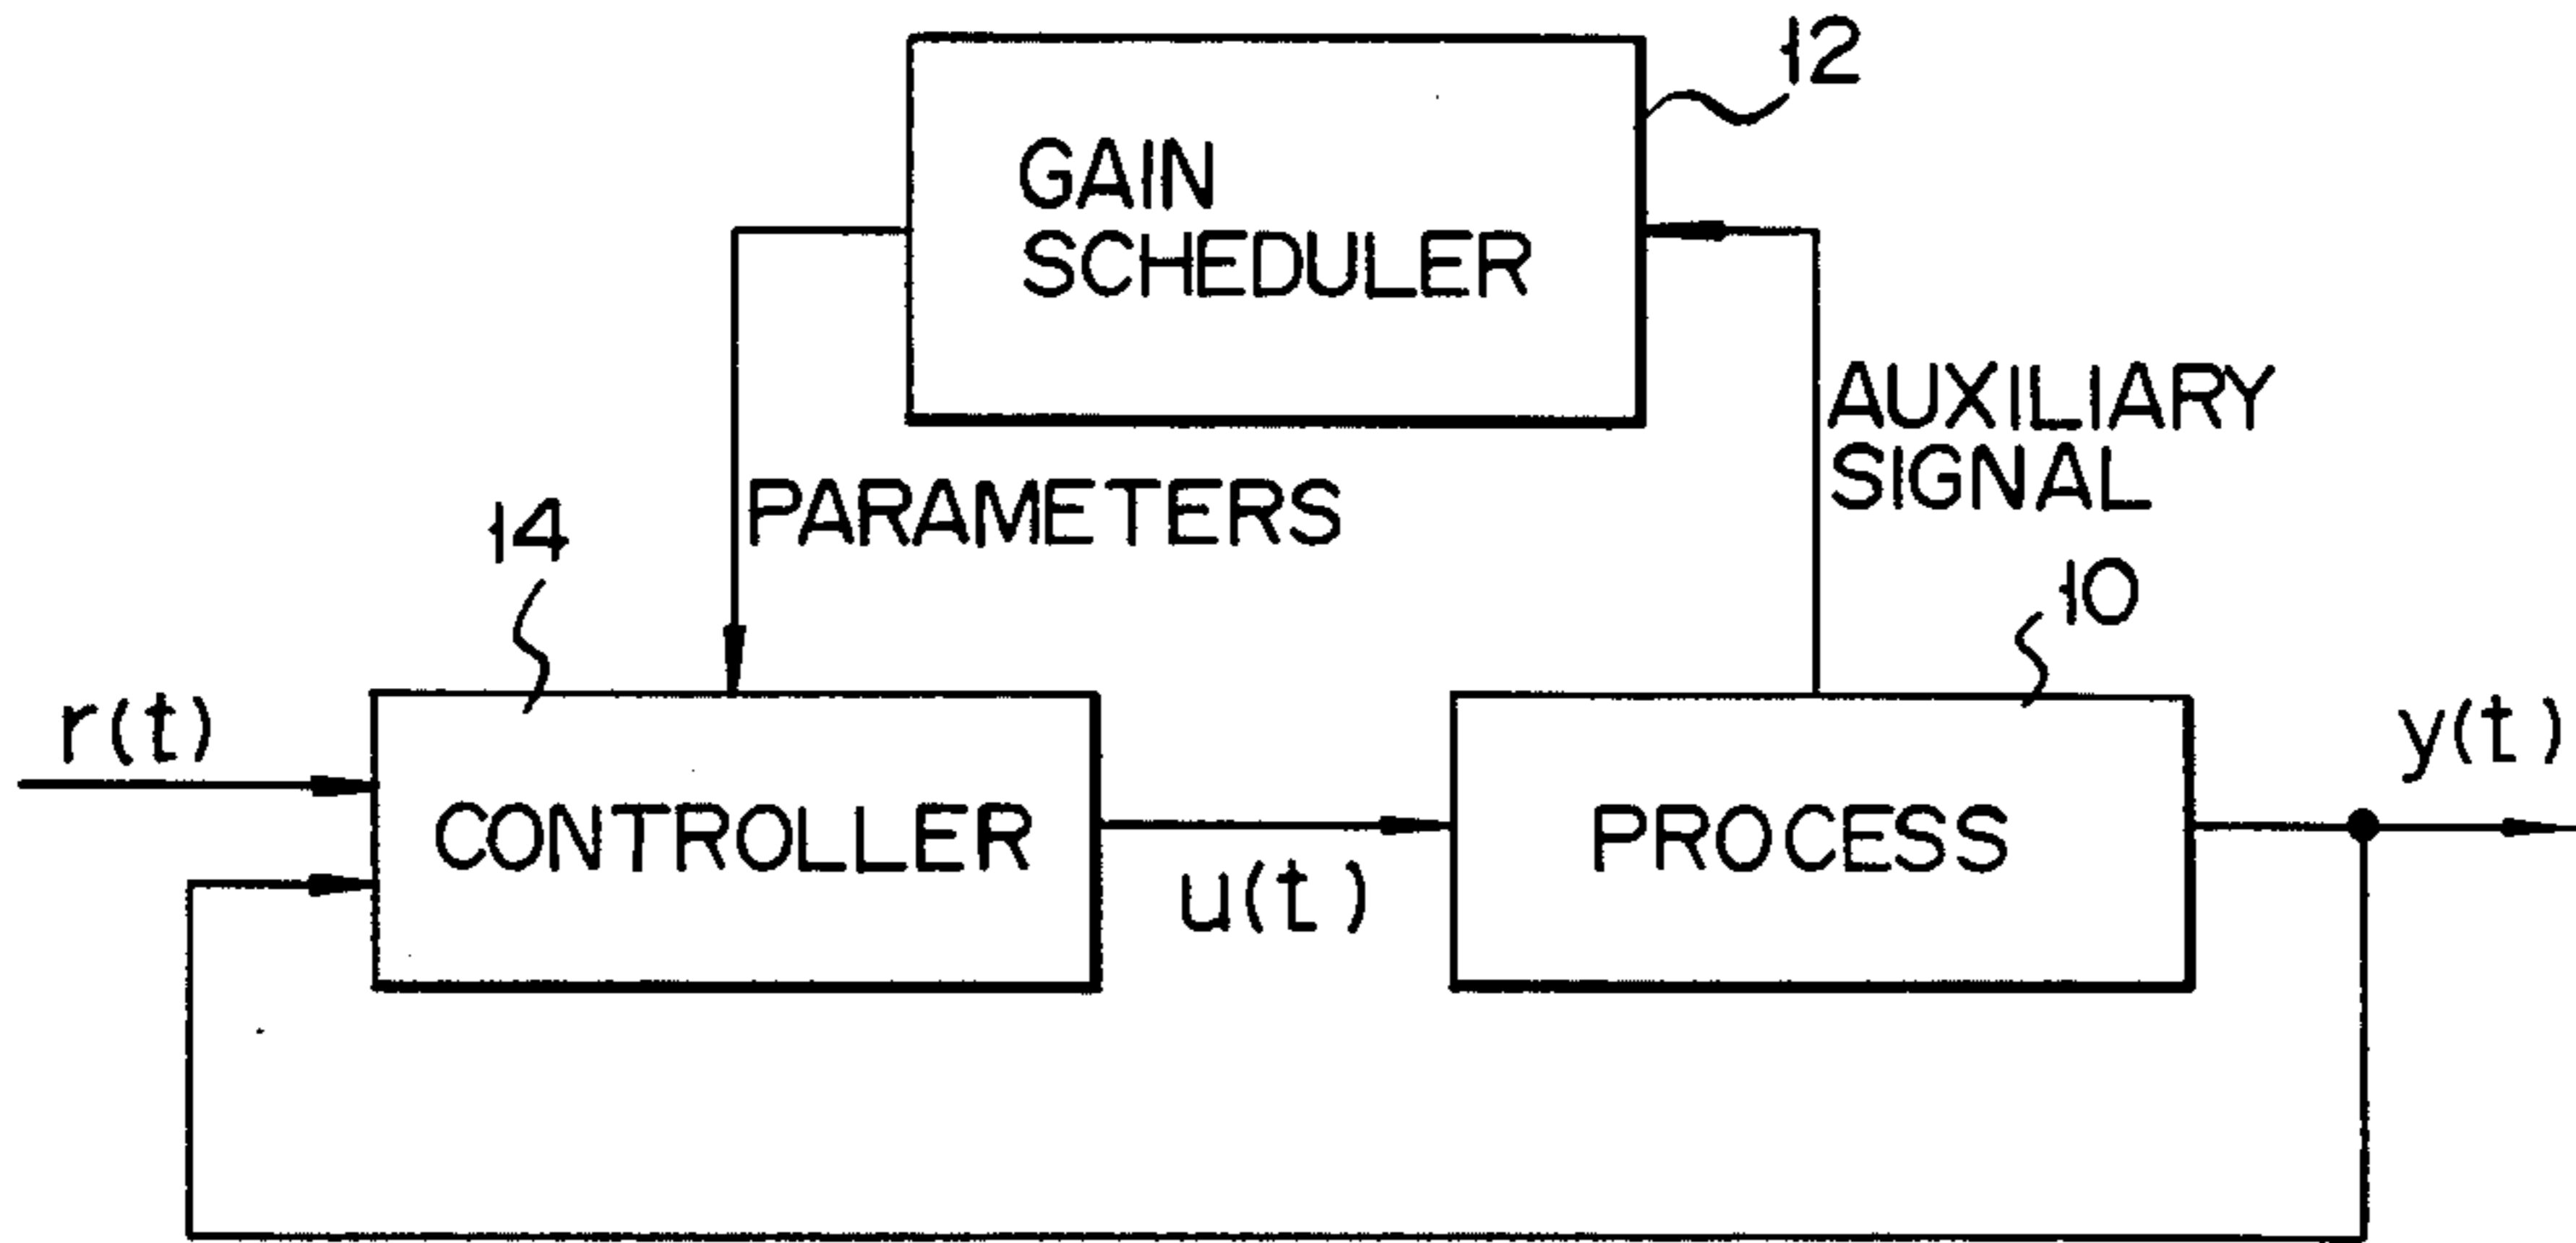 12
GAIN
SCHEDULER
AUXILIARY
SIGNAL
PARAMETERS
14
10
r(t)
y(t)
CONTROLLER
PROCESS
u(t)